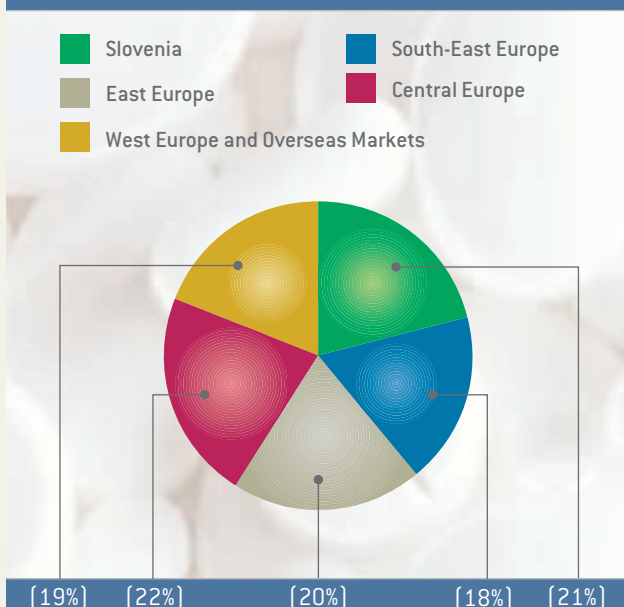 Slovenia
South-East Europe
East Europe
Central Europe
West Europe and Overseas Markets
(19%) (22%) (20%) (18%) (21%)